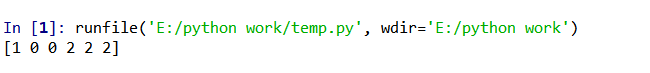 In [1]: runfile('E:/python work/temp.py', wdir='E:/python work')
[1 0 0 2 2 2]